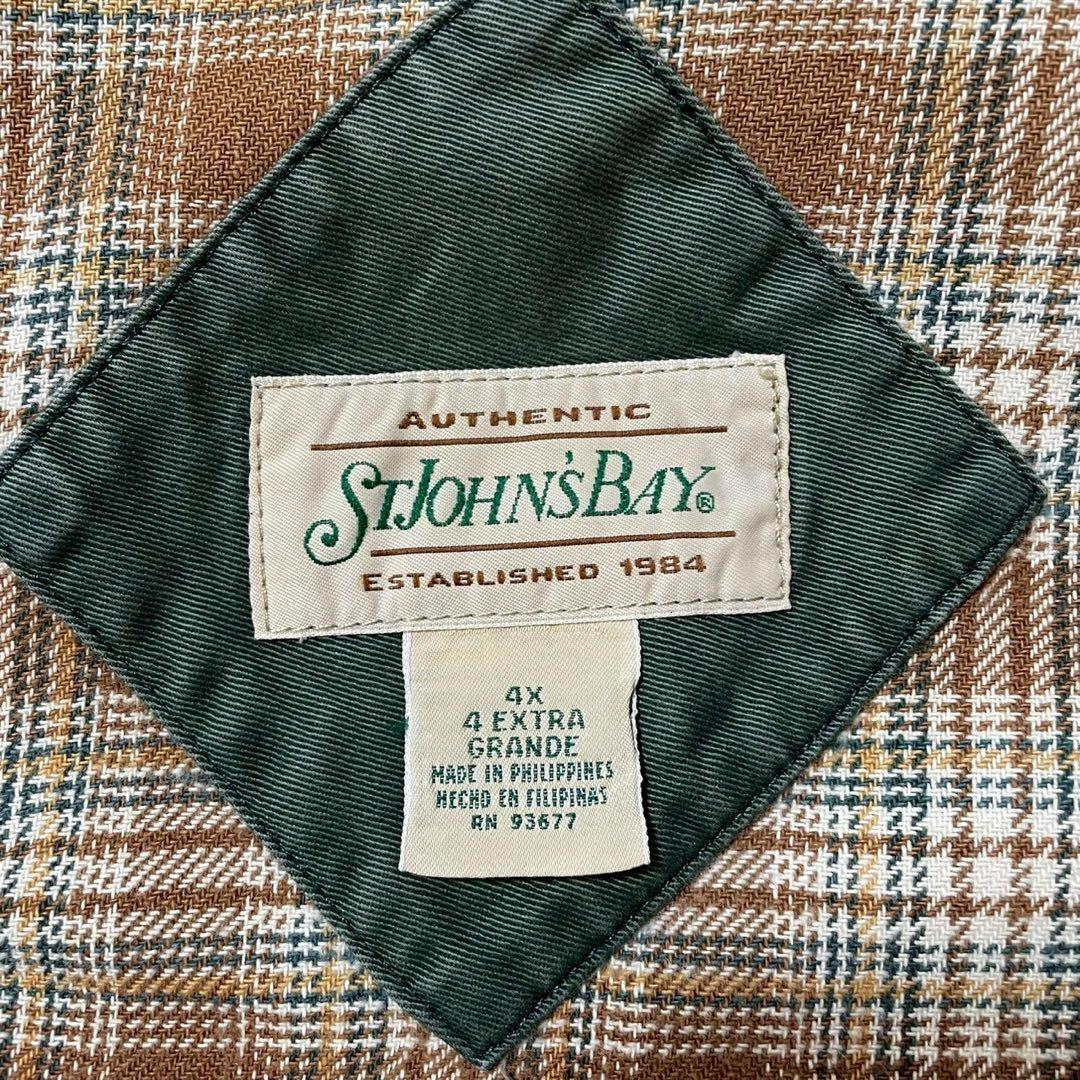 AUTHENTIC
ST.JOHN'S BAY®
ESTABLISHED 1984
4X
4 EXTRA
GRANDE
MADE IN PHILIPPINES
HECHO EN FILIPINAS
RN 93677